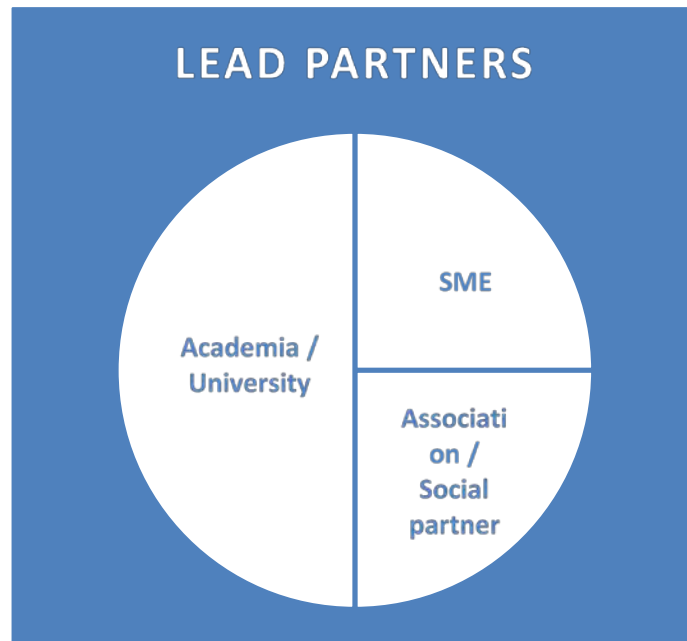 LEAD PARTNERS
SME
Academia /
University
Associati
on /
Social
partner